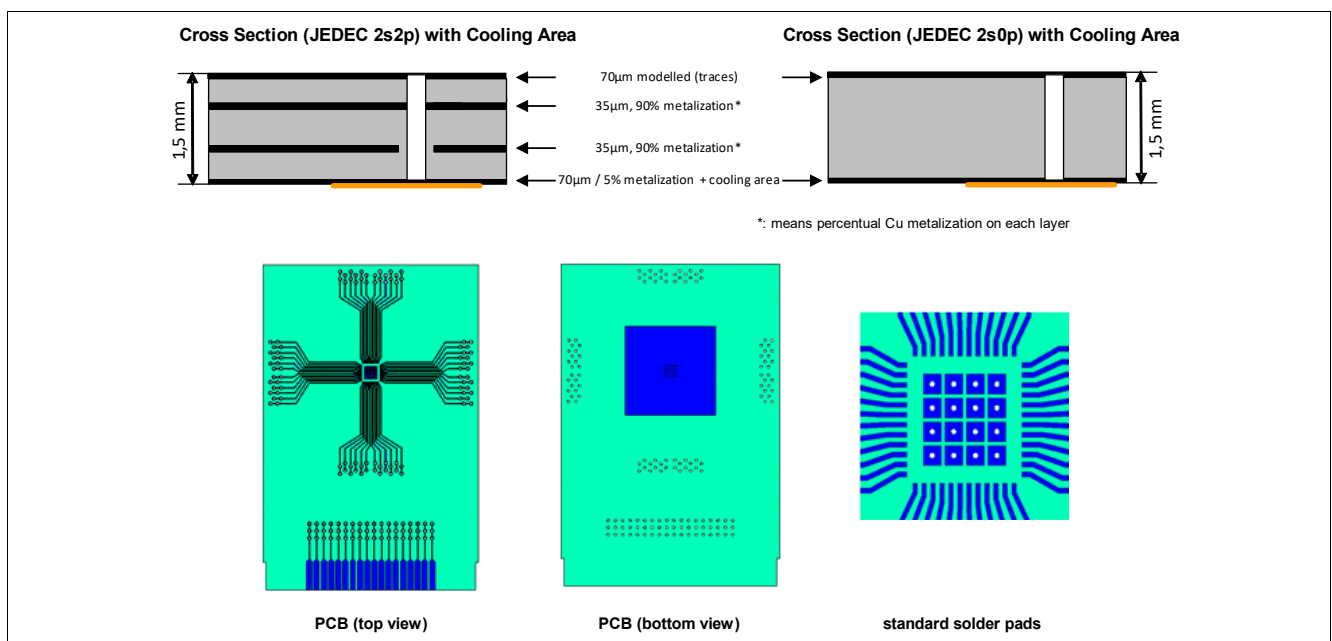 Cross Section (JEDEC 2s2p) with Cooling Area
Cross Section (JEDEC 2s0p) with Cooling Area
1,5 mm
70µm modelled (traces)
35µm, 90% metalization*
35µm, 90% metalization*
70µm / 5% metalization + cooling area
1,5 mm
*: means percentual Cu metalization on each layer
PCB (top view)
PCB (bottom view)
standard solder pads